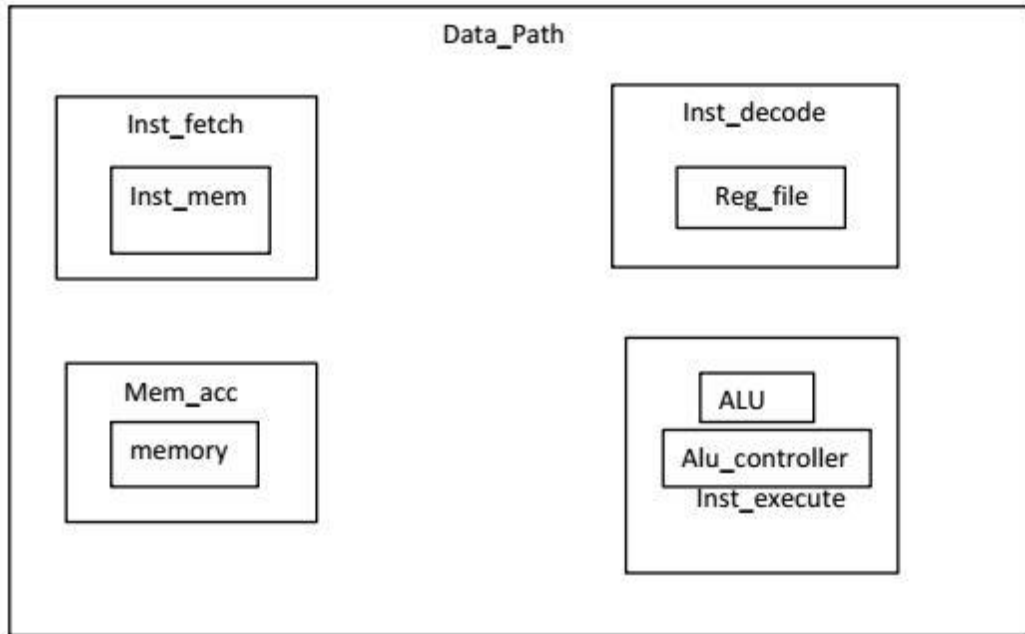 Data_Path
Inst_fetch
Inst_mem
Inst_decode
Reg_file
Mem_acc
memory
ALU
Alu_controller
Inst_execute